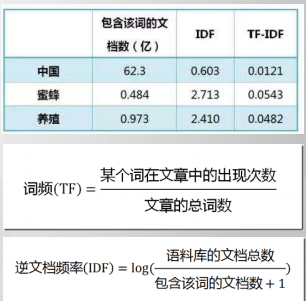 包含该词的文档数（亿） IDF TF-IDF
中国 62.3 0.603 0.0121
蜜蜂 0.484 2.713 0.0543
养殖 0.973 2.410 0.0482
词频(TF) = 某个词在文章中的出现次数
文章的总词数
逆文档频率(IDF) = log(语料库的文档总数
包含该词的文档数 + 1)